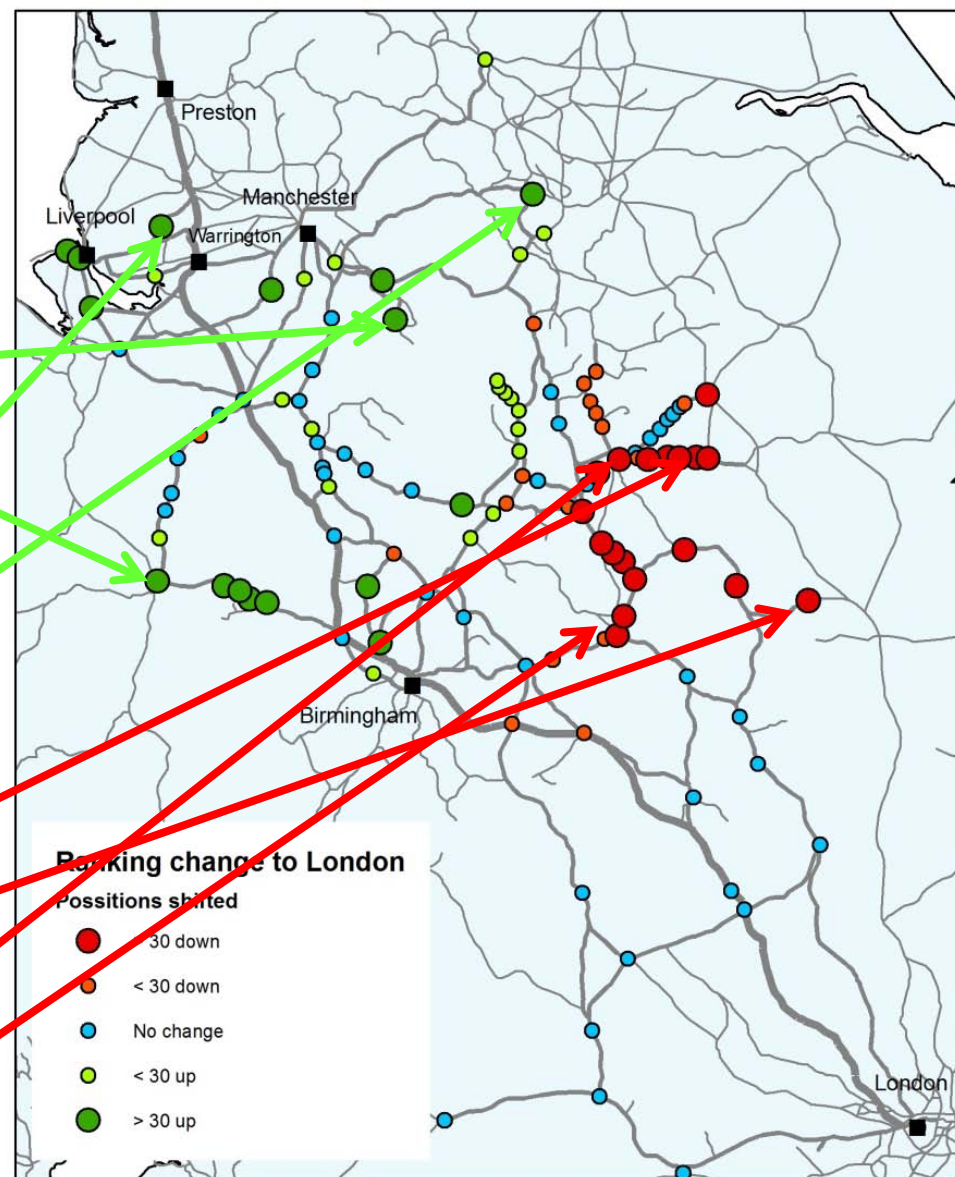 Preston
Manchester
Liverpool
Warrington
Birmingham
Ranking change to London
Possitions shifted
30 down
< 30 down
No change
< 30 up
> 30 up
London